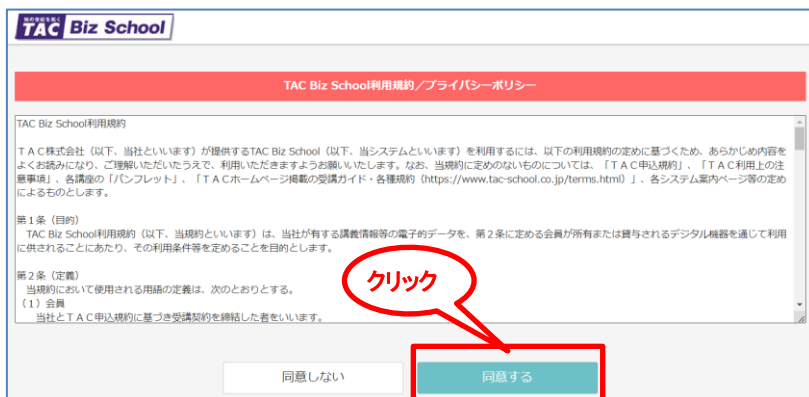 知の学校を拓く
TAC Biz School
TAC Biz School利用規約／プライバシーポリシー
TAC Biz School利用規約
ＴＡＣ株式会社（以下、当社といいます）が提供するTAC Biz School（以下、当システムといいます）を利用するには、以下の利用規約の定めに基づくため、あらかじめ内容を
よくお読みになり、ご理解いただいたうえで、利用いただきますようお願いいたします。なお、当規約に定めのないものについては、「ＴＡＣ申込規約」、「ＴＡＣ利用上の注
意事項」、各講座の「パンフレット」、「ＴＡＣホームページ掲載の受講ガイド・各種規約（https://www.tac-school.co.jp/terms.html）」、各システム案内ページ等の定め
によるものとします。
第１条（目的）
TAC Biz School利用規約（以下、当規約といいます）は、当社が有する講義情報等の電子的データを、第２条に定める会員が所有または貸与されるデジタル機器を通じて利用
に供されることにあたり、その利用条件等を定めることを目的とします。
第２条（定義）
当規約において使用される用語の定義は、次のとおりとする。
（１）会員
当社とＴＡＣ申込規約に基づき受講契約を締結した者をいいます。
クリック
同意しない
同意する